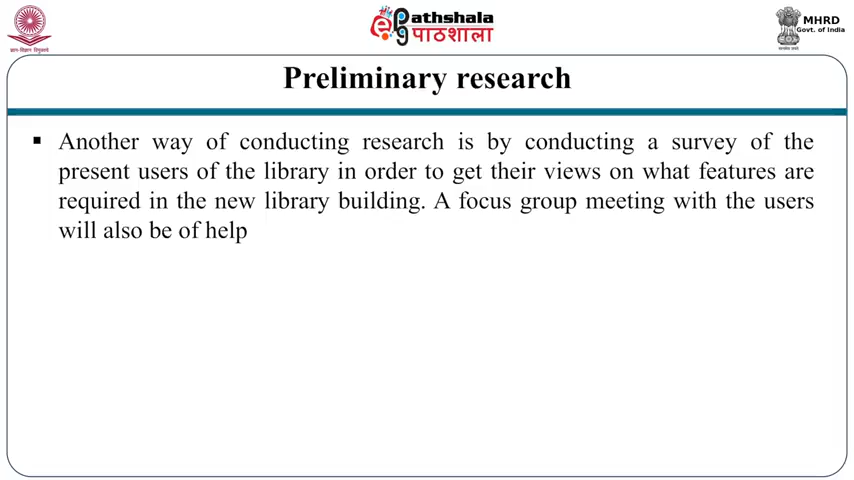 ePathshala
पाठशाला
MHRD
Govt. of India
Preliminary research
▪ Another way of conducting research is by conducting a survey of the
present users of the library in order to get their views on what features are
required in the new library building. A focus group meeting with the users
will also be of help